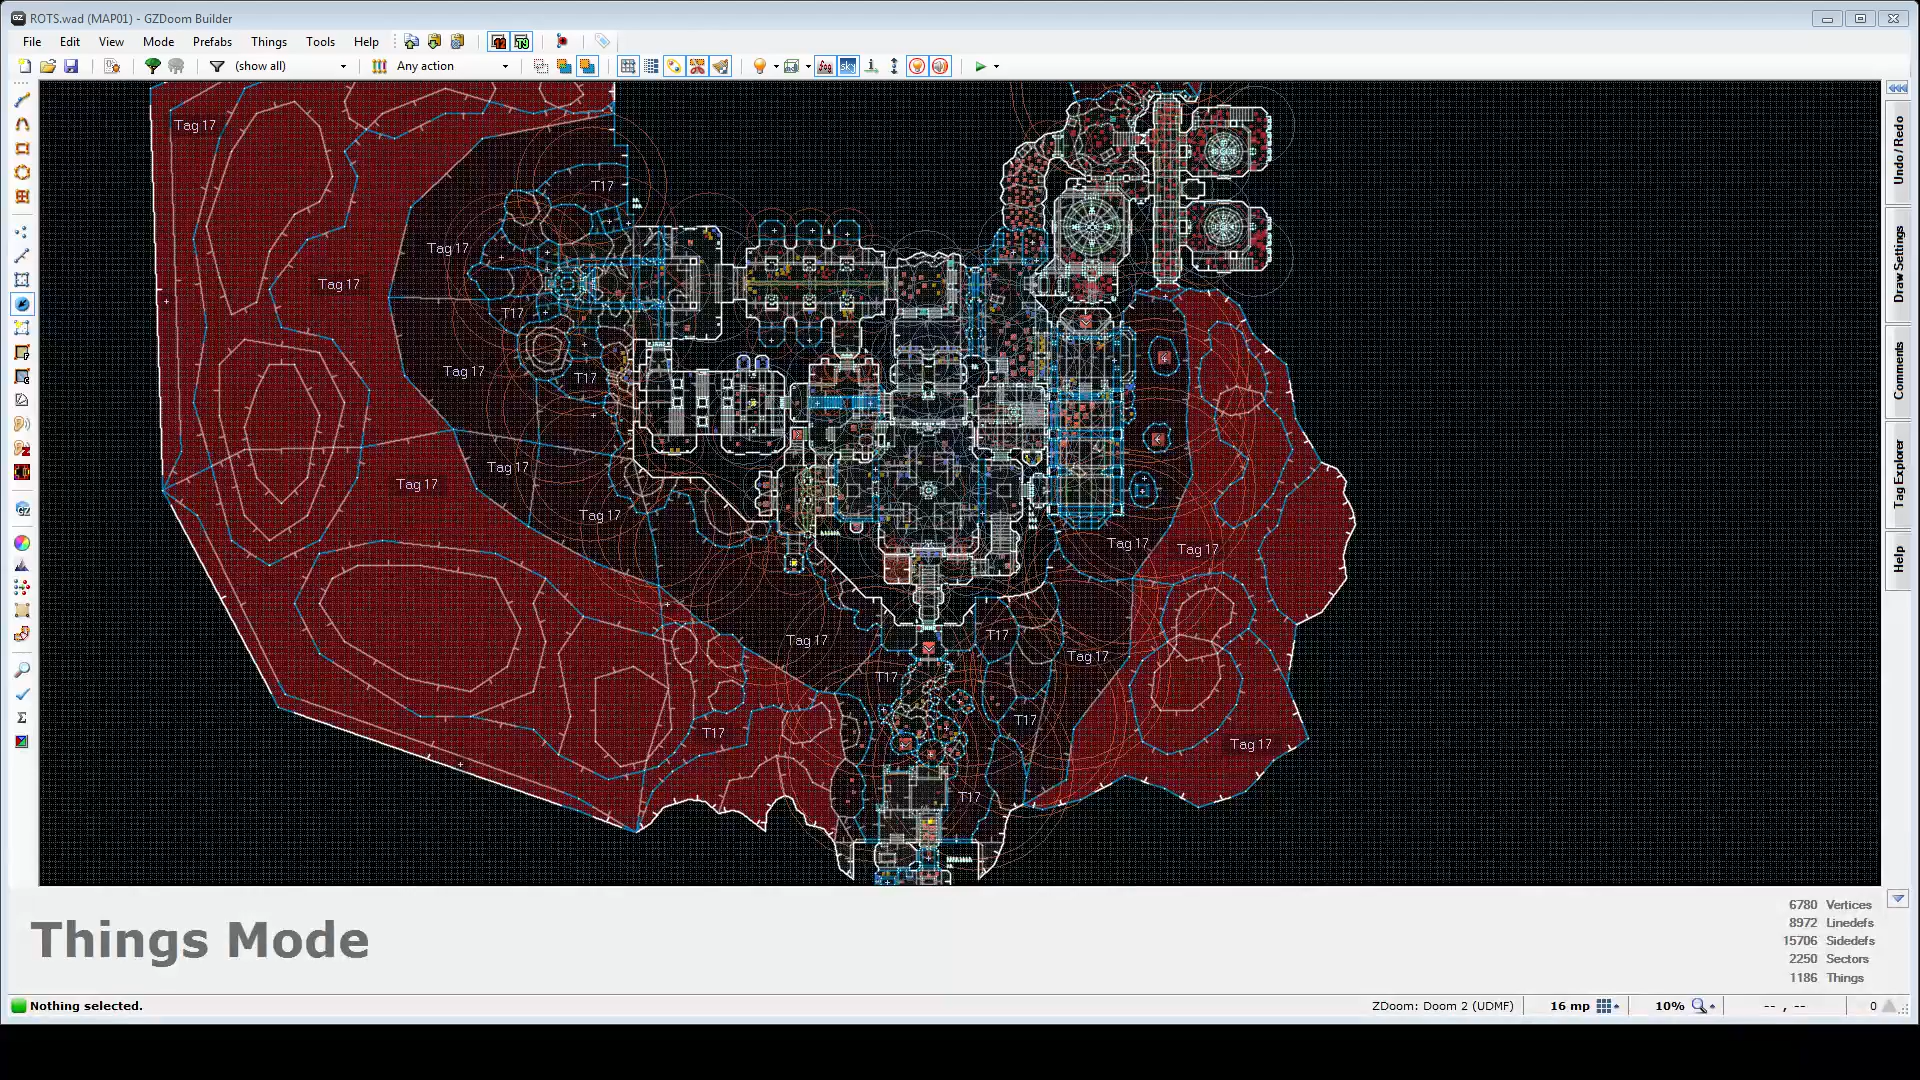 ROTS.wad (MAP01) - GZDoom Builder
File Edit View Mode Prefabs Things Tools Help
(show all) Any action
Tag 17
T17
Tag 17
Tag 17
T17
Tag 17
T17
Tag 17
Tag 17
Tag 17
Tag 17
Tag 17
T17
Tag 17
Tag 17
T17
T17
T17
Tag 17
T17
Undo / Redo
Draw Settings
Comments
Tag Explorer
Help
Things Mode
6780 Vertices
8972 Linedefs
15706 Sidedefs
2250 Sectors
1186 Things
Nothing selected.
ZDoom: Doom 2 (UDMF)
16 mp
10%
-- , --
0